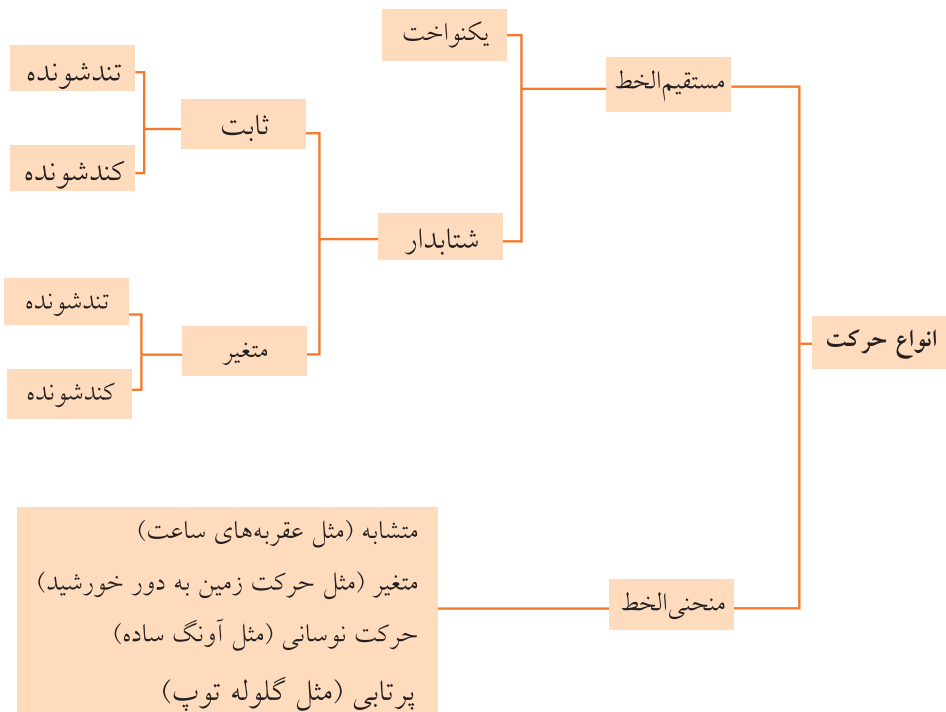 انواع حرکت
مستقیم‌الخط
یکنواخت
شتابدار
ثابت
تندشونده
کندشونده
متغیر
تندشونده
کندشونده
منحنی‌الخط
متشابه (مثل عقربه‌های ساعت)
متغیر (مثل حرکت زمین به دور خورشید)
حرکت نوسانی (مثل آونگ ساده)
پرتابی (مثل گلوله توپ)